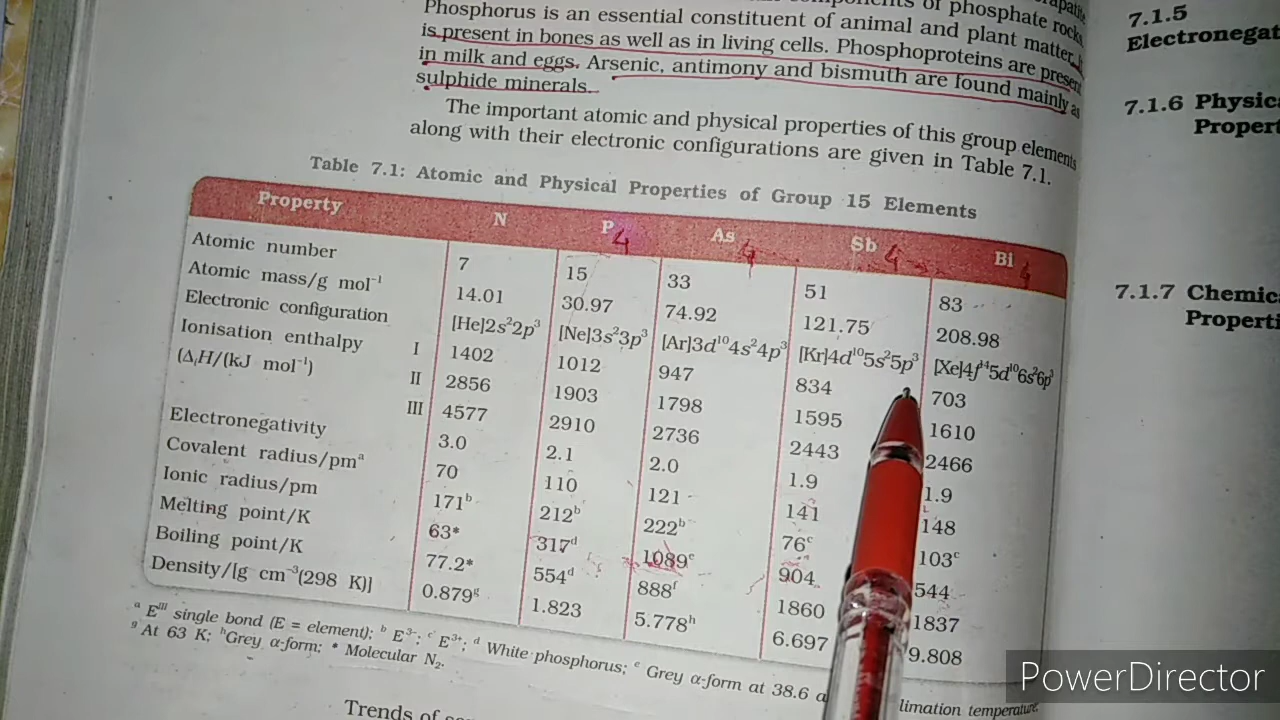 of phosphate rocks.
Phosphorus is an essential constituent of animal and plant matter.
is present in bones as well as in living cells. Phosphoproteins are present
in milk and eggs. Arsenic, antimony and bismuth are found mainly as
sulphide minerals.
The important atomic and physical properties of this group elements
along with their electronic configurations are given in Table 7.1.
Table 7.1: Atomic and Physical Properties of Group 15 Elements
Property N P 4 As 4 Sb 4 Bi 4
Atomic number 7 15 33 51 83
Atomic mass/g mol⁻¹ 14.01 30.97 74.92 121.75 208.98
Electronic configuration [He]2s²2p³ [Ne]3s²3p³ [Ar]3d¹⁰4s²4p³ [Kr]4d¹⁰5s²5p³ [Xe]4f¹⁴5d¹⁰6s²6p³
Ionisation enthalpy I 1402 1012 947 834 703
(ΔᵢH/(kJ mol⁻¹) II 2856 1903 1798 1595 1610
III 4577 2910 2736 2443 2466
Electronegativity 3.0 2.1 2.0 1.9 1.9
Covalent radius/pmᵃ 70 110 121 141 148
Ionic radius/pm 171ᵇ 212ᵇ 222ᵇ 76ᶜ 103ᶜ
Melting point/K 63* 317ᵈ 1089ᵉ 904 544
Boiling point/K 77.2* 554ᵈ 888ᶠ 1860 1837
Density/[g cm⁻³(298 K)] 0.879ᵍ 1.823 5.778ʰ 6.697 9.808
ᵃ Eᴵᴵᴵ single bond (E = element); ᵇ E³⁻; ᶜ E³⁺; ᵈ White phosphorus; ᵉ Grey α-form at 38.6 limation temperature;
ᵍ At 63 K; ʰ Grey α-form; * Molecular N₂.
Trends of
7.1.5
Electronegat
7.1.6 Physic
Propert
7.1.7 Chemic
Properti
PowerDirector